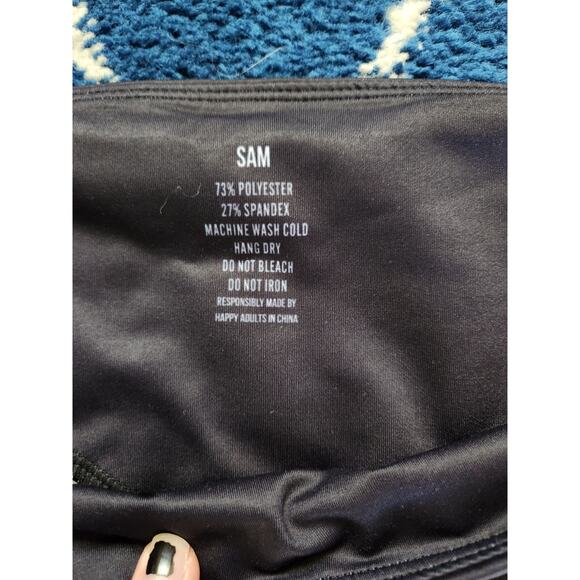 SAM
73% POLYESTER
27% SPANDEX
MACHINE WASH COLD
HANG DRY
DO NOT BLEACH
DO NOT IRON
RESPONSIBLY MADE BY
HAPPY ADULTS IN CHINA